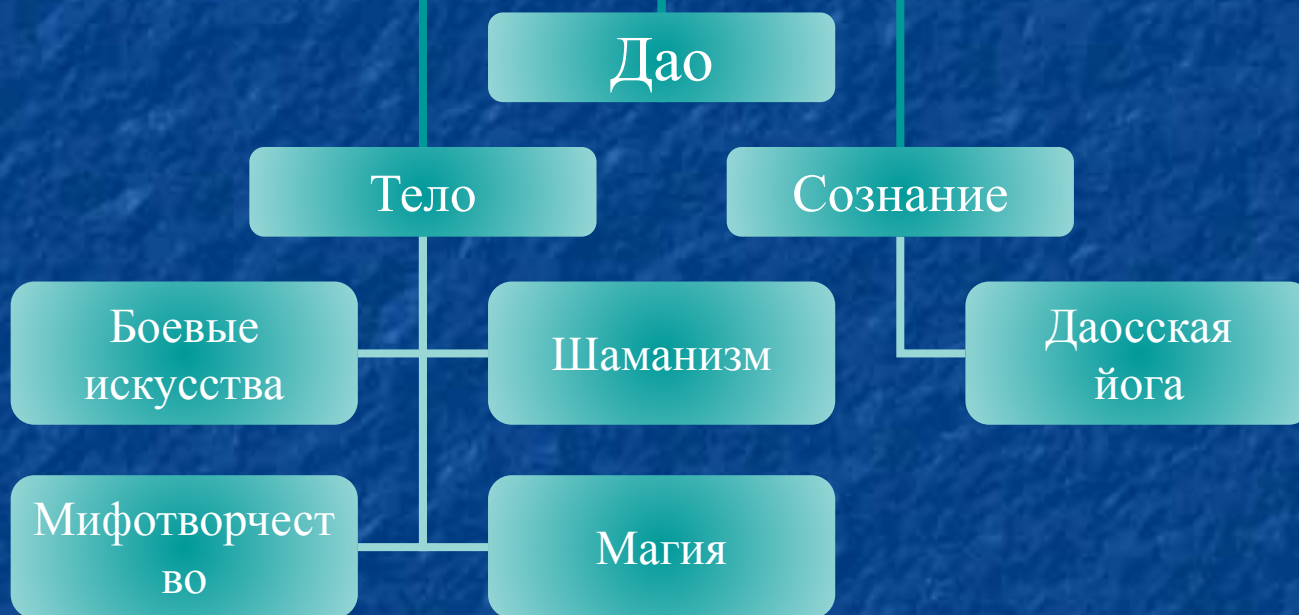 Дао
Тело
Сознание
Боевые
искусства
Шаманизм
Даосская
йога
Мифотворчест
во
Магия